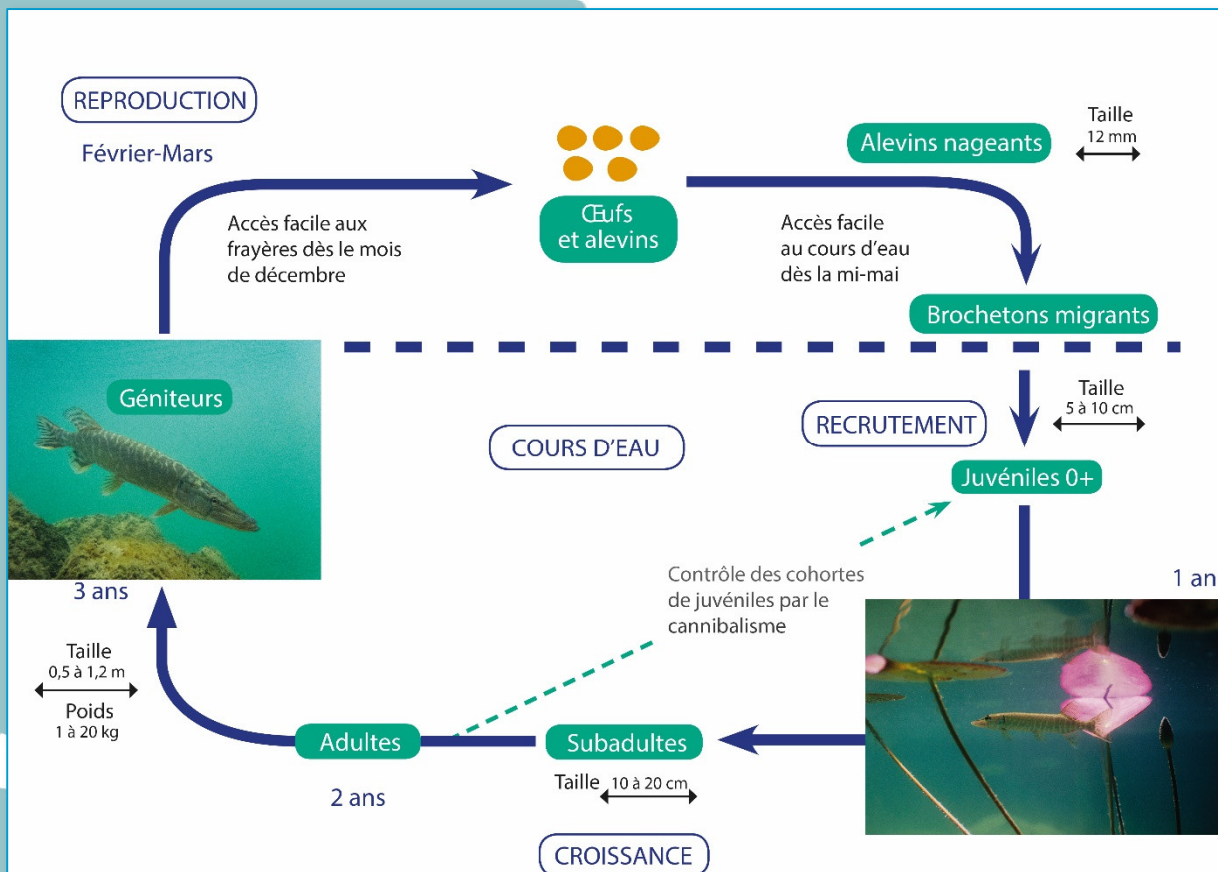 REPRODUCTION
Février-Mars
Accès facile aux
frayères dès le mois
de décembre
Œufs
et alevins
Alevins nageants
Taille
12 mm
Accès facile
au cours d'eau
dès la mi-mai
Brochetons migrants
Géniteurs
COURS D'EAU
RECRUTEMENT
Taille
5 à 10 cm
Juvéniles 0+
Contrôle des cohortes
de juvéniles par le
cannibalisme
1 an
3 ans
Taille
0,5 à 1,2 m
Poids
1 à 20 kg
Adultes
2 ans
Subadultes
Taille 10 à 20 cm
CROISSANCE